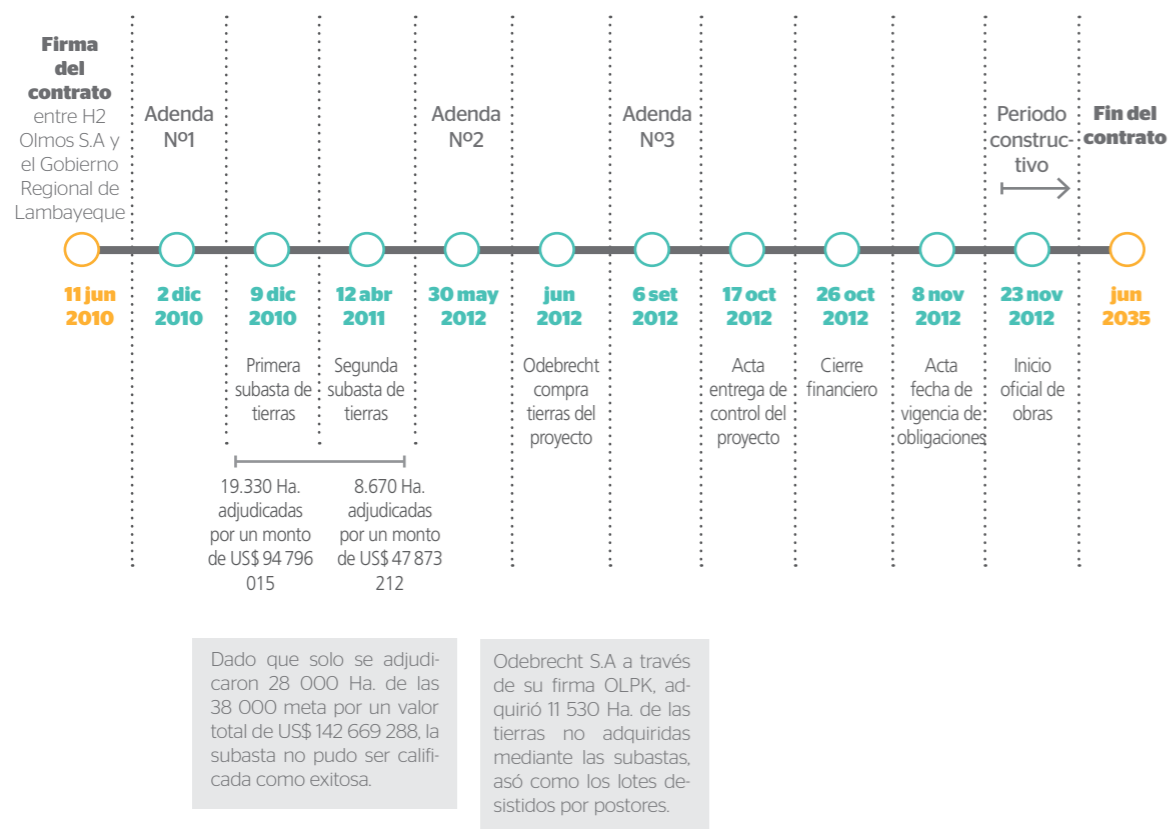 Firma
del
contrato
entre H2
Olmos S.A y
el Gobierno
Regional de
Lambayeque
Adenda
Nº1
Adenda
Nº2
Adenda
Nº3
Periodo
construc-
tivo
Fin del
contrato
11 jun
2010
2 dic
2010
9 dic
2010
12 abr
2011
30 may
2012
jun
2012
6 set
2012
17 oct
2012
26 oct
2012
8 nov
2012
23 nov
2012
jun
2035
Primera
subasta de
tierras
Segunda
subasta de
tierras
Odebrecht
compra
tierras del
proyecto
Acta
entrega de
control del
proyecto
Cierre
financiero
Acta
fecha de
vigencia de
obligaciones
Inicio
oficial de
obras
19.330 Ha.
adjudicadas
por un monto
de US$ 94 796
015
8.670 Ha.
adjudicadas
por un monto
de US$ 47 873
212
Dado que solo se adjudi-
caron 28 000 Ha. de las
38 000 meta por un valor
total de US$ 142 669 288, la
subasta no pudo ser califi-
cada como exitosa.
Odebrecht S.A a través
de su firma OLPK, ad-
quirió 11 530 Ha. de las
tierras no adquiridas
mediante las subastas,
asó como los lotes de-
sistidos por postores.